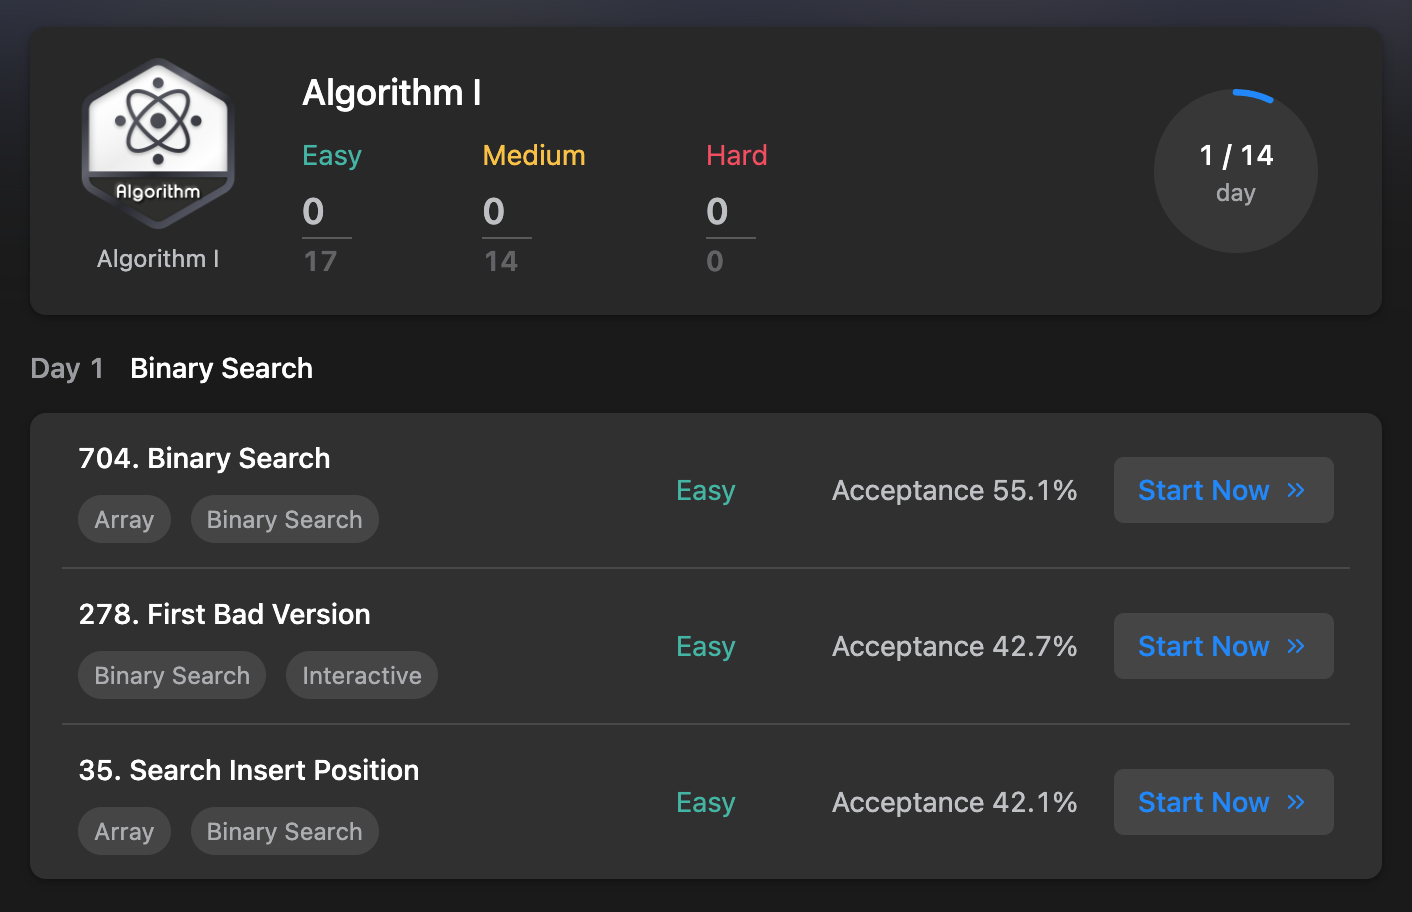 Algorithm
Algorithm I
Algorithm I
Easy
0
17
Medium
0
14
Hard
0
0
1 / 14
day
Day 1 Binary Search
704. Binary Search
Array Binary Search
Easy Acceptance 55.1% Start Now »
278. First Bad Version
Binary Search Interactive
Easy Acceptance 42.7% Start Now »
35. Search Insert Position
Array Binary Search
Easy Acceptance 42.1% Start Now »